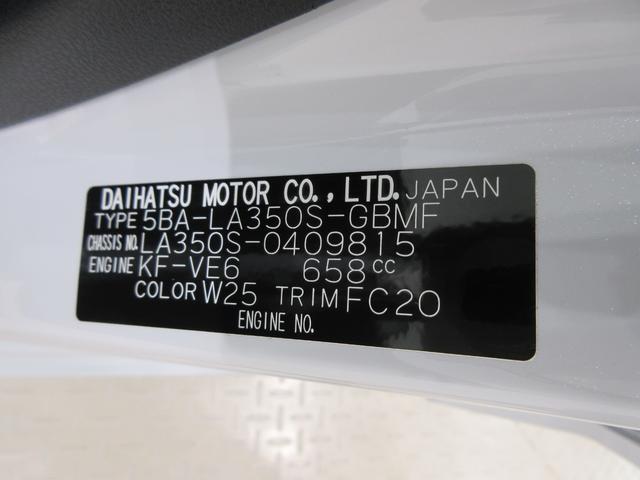 DAIHATSU MOTOR CO., LTD. JAPAN
TYPE 5BA-LA350S-GBMF
CHASSIS NO. LA350S-0409815
ENGINE KF-VE6 658cc
COLOR W25 TRIM FC20
ENGINE NO.